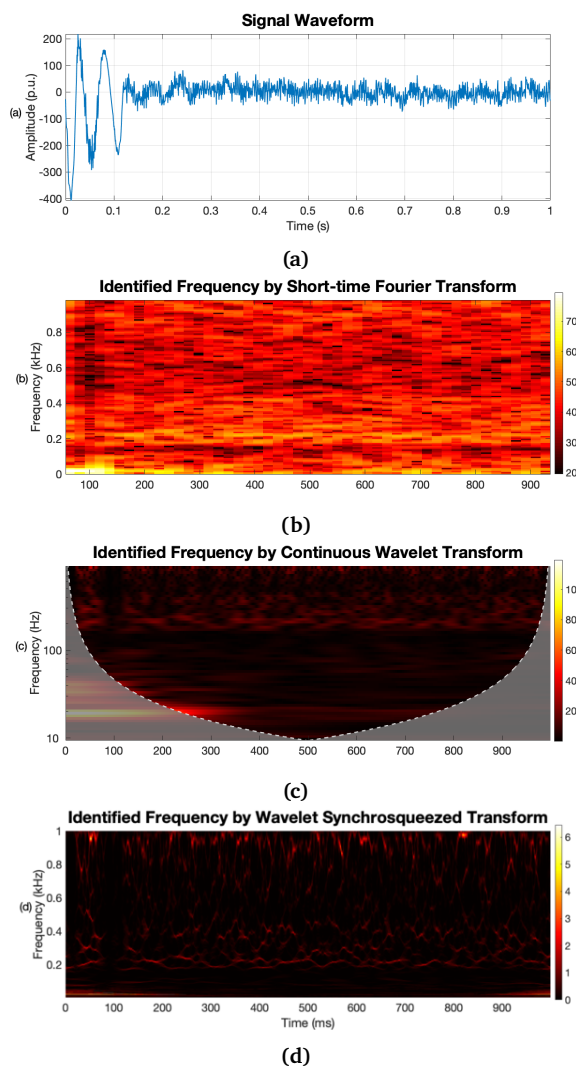 Signal Waveform
200
100
0
-100
-200
-300
-400
Amplitude (p.u.)
(a)
0 0.1 0.2 0.3 0.4 0.5 0.6 0.7 0.8 0.9 1
Time (s)
(a)
Identified Frequency by Short-time Fourier Transform
0.8
0.6
0.4
0.2
0
Frequency (kHz)
(b)
100 200 300 400 500 600 700 800 900
70
60
50
40
30
20
(b)
Identified Frequency by Continuous Wavelet Transform
100
10
Frequency (Hz)
(c)
0 100 200 300 400 500 600 700 800 900
100
80
60
40
20
(c)
Identified Frequency by Wavelet Synchrosqueezed Transform
1
0.8
0.6
0.4
0.2
Frequency (kHz)
(d)
0 100 200 300 400 500 600 700 800 900
Time (ms)
6
5
4
3
2
1
0
(d)